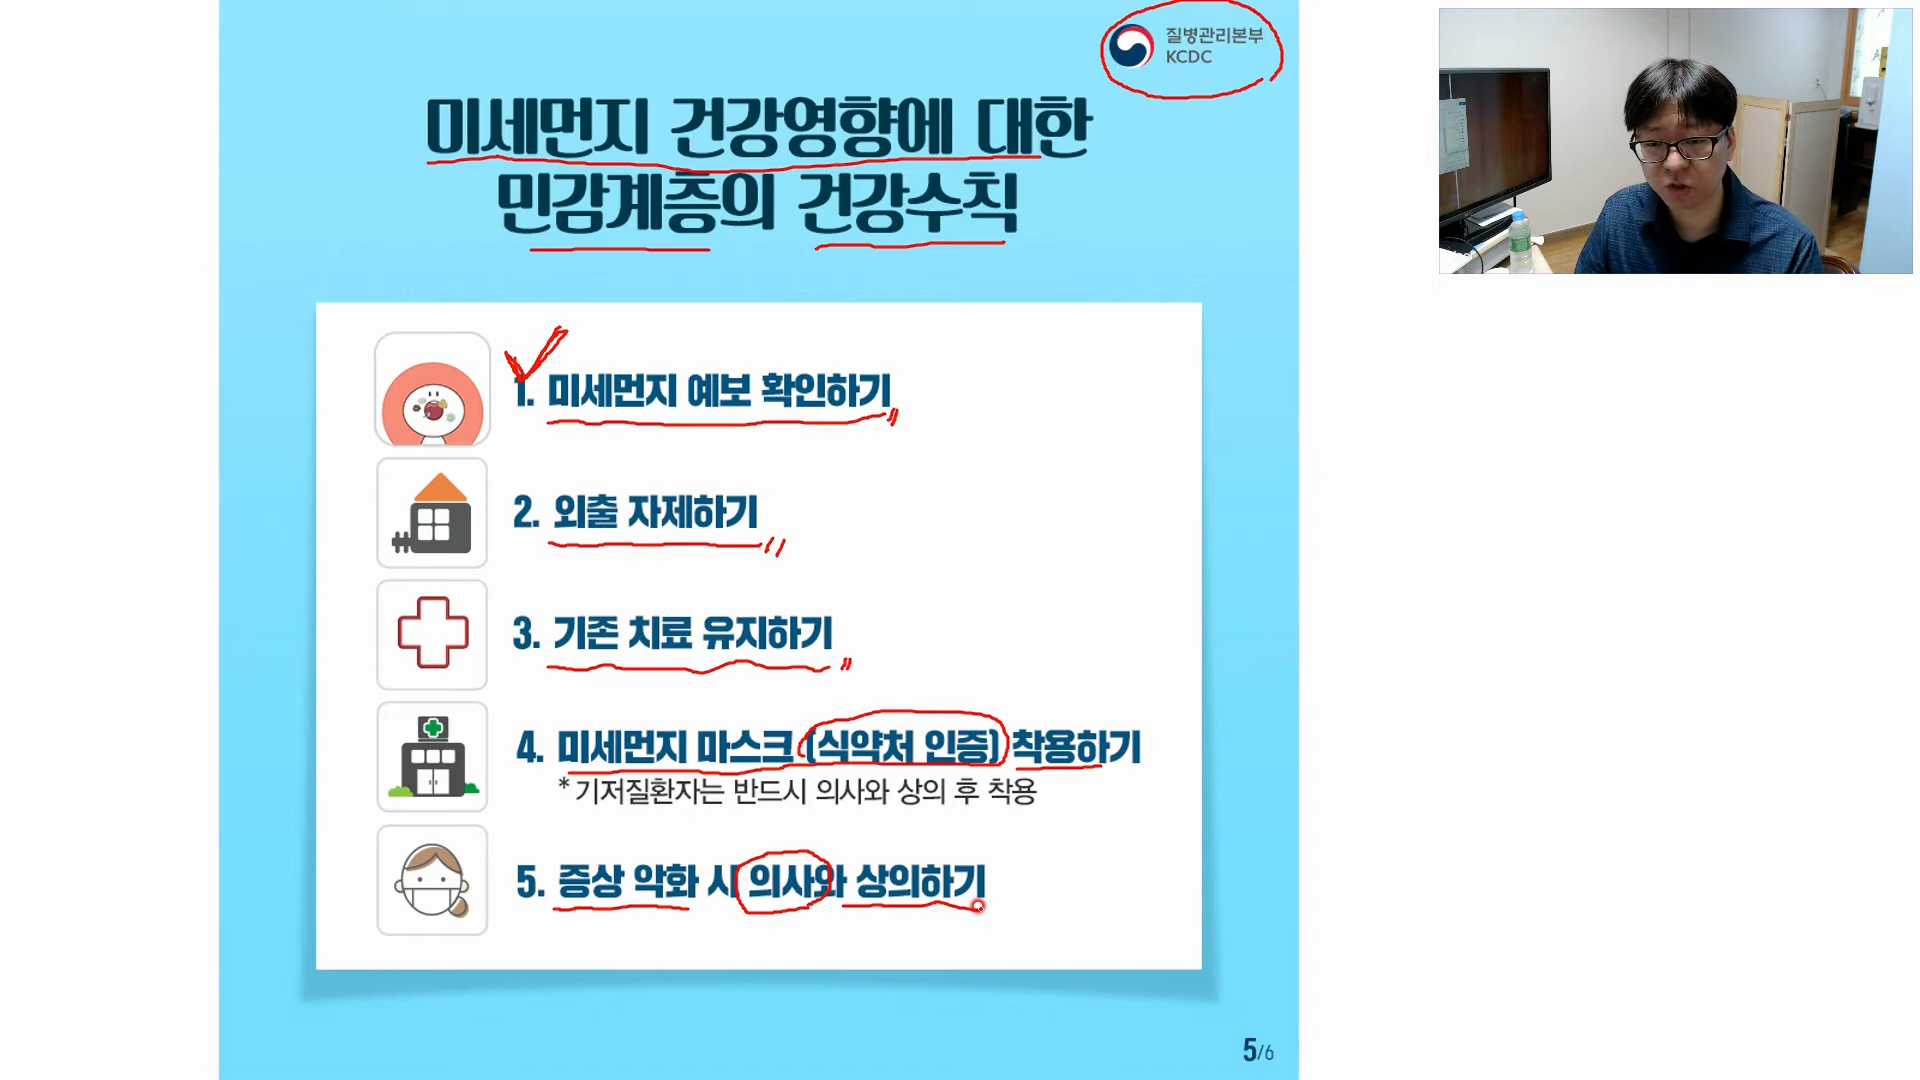 질병관리본부
KCDC
미세먼지 건강영향에 대한
민감계층의 건강수칙
1. 미세먼지 예보 확인하기
2. 외출 자제하기
3. 기존 치료 유지하기
4. 미세먼지 마스크 (식약처 인증) 착용하기
* 기저질환자는 반드시 의사와 상의 후 착용
5. 증상 악화 시 의사와 상의하기
5/6